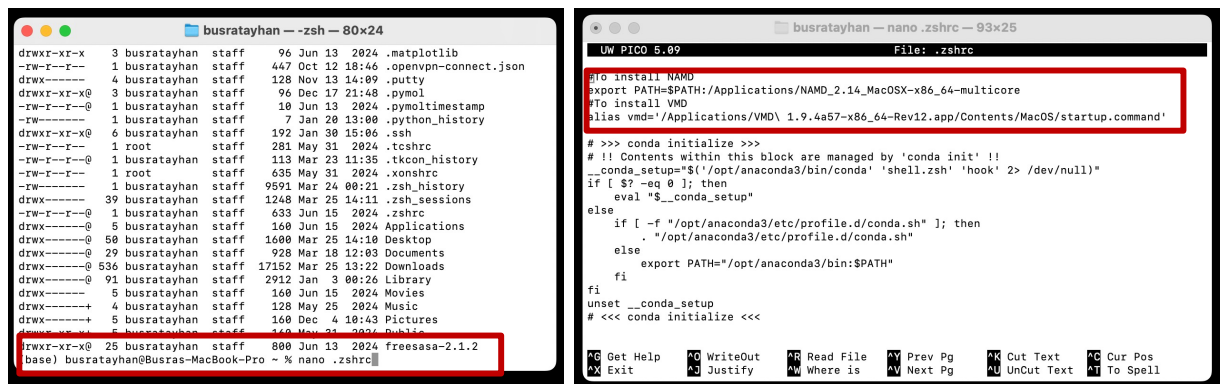 busratayhan — -zsh — 80×24
drwxr-xr-x 3 busratayhan staff 96 Jun 13 2024 .matplotlib
-rw-r--r-- 1 busratayhan staff 447 Oct 12 18:46 .openvpn-connect.json
drwx------ 4 busratayhan staff 128 Nov 13 14:09 .putty
drwxr-xr-x@ 3 busratayhan staff 96 Dec 17 21:48 .pymol
-rw-r--r--@ 1 busratayhan staff 10 Jun 13 2024 .pymoltimestamp
-rw------- 1 busratayhan staff 7 Jan 20 13:00 .python_history
drwxr-xr-x@ 6 busratayhan staff 192 Jan 30 15:06 .ssh
-rw-r--r-- 1 root staff 281 May 31 2024 .tcshrc
-rw-r--r--@ 1 busratayhan staff 113 Mar 23 11:35 .tkcon_history
-rw-r--r-- 1 root staff 635 May 31 2024 .xonshrc
-rw------- 1 busratayhan staff 9591 Mar 24 00:21 .zsh_history
drwx------ 39 busratayhan staff 1248 Mar 25 14:11 .zsh_sessions
-rw-r--r--@ 1 busratayhan staff 633 Jun 15 2024 .zshrc
drwx------@ 5 busratayhan staff 160 Jun 15 2024 Applications
drwx------@ 50 busratayhan staff 1600 Mar 25 14:10 Desktop
drwx------@ 29 busratayhan staff 928 Mar 18 12:03 Documents
drwx------@ 536 busratayhan staff 17152 Mar 25 13:22 Downloads
drwx------@ 91 busratayhan staff 2912 Jan 3 00:26 Library
drwx------ 5 busratayhan staff 160 Jun 15 2024 Movies
drwx------+ 4 busratayhan staff 128 May 25 2024 Music
drwx------+ 5 busratayhan staff 160 Dec 4 10:43 Pictures
drwxr-xr-x+ 5 busratayhan staff 160 May 31 2024 Public
drwxr-xr-x@ 25 busratayhan staff 800 Jun 13 2024 freesasa-2.1.2
(base) busratayhan@Busras-MacBook-Pro ~ % nano .zshrc
busratayhan — nano .zshrc — 93×25
UW PICO 5.09 File: .zshrc
#To install NAMD
export PATH=$PATH:/Applications/NAMD_2.14_MacOSX-x86_64-multicore
#To install VMD
alias vmd='/Applications/VMD\ 1.9.4a57-x86_64-Rev12.app/Contents/MacOS/startup.command'
# >>> conda initialize >>>
# !! Contents within this block are managed by 'conda init' !!
__conda_setup="$('/opt/anaconda3/bin/conda' 'shell.zsh' 'hook' 2> /dev/null)"
if [ $? -eq 0 ]; then
    eval "$__conda_setup"
else
    if [ -f "/opt/anaconda3/etc/profile.d/conda.sh" ]; then
        . "/opt/anaconda3/etc/profile.d/conda.sh"
    else
        export PATH="/opt/anaconda3/bin:$PATH"
    fi
fi
unset __conda_setup
# <<< conda initialize <<<
^G Get Help ^O WriteOut ^R Read File ^Y Prev Pg ^K Cut Text ^C Cur Pos
^X Exit ^J Justify ^W Where is ^V Next Pg ^U UnCut Text ^T To Spell